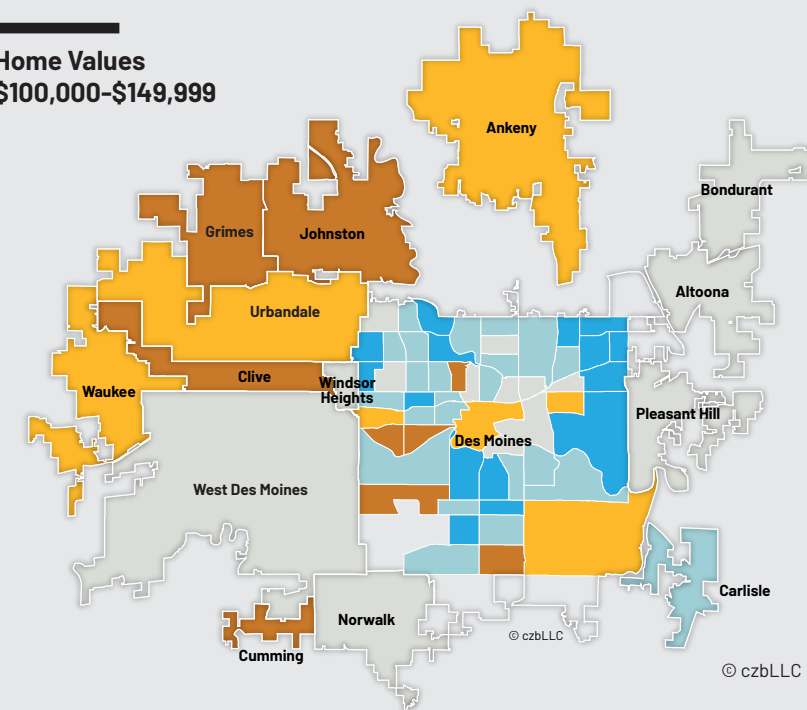 Home Values
$100,000-$149,999
Ankeny
Bondurant
Grimes
Johnston
Altoona
Urbandale
Clive
Windsor
Heights
Waukee
Pleasant Hill
Des Moines
West Des Moines
Carlisle
Norwalk
© czbLLC
Cumming
© czbLLC